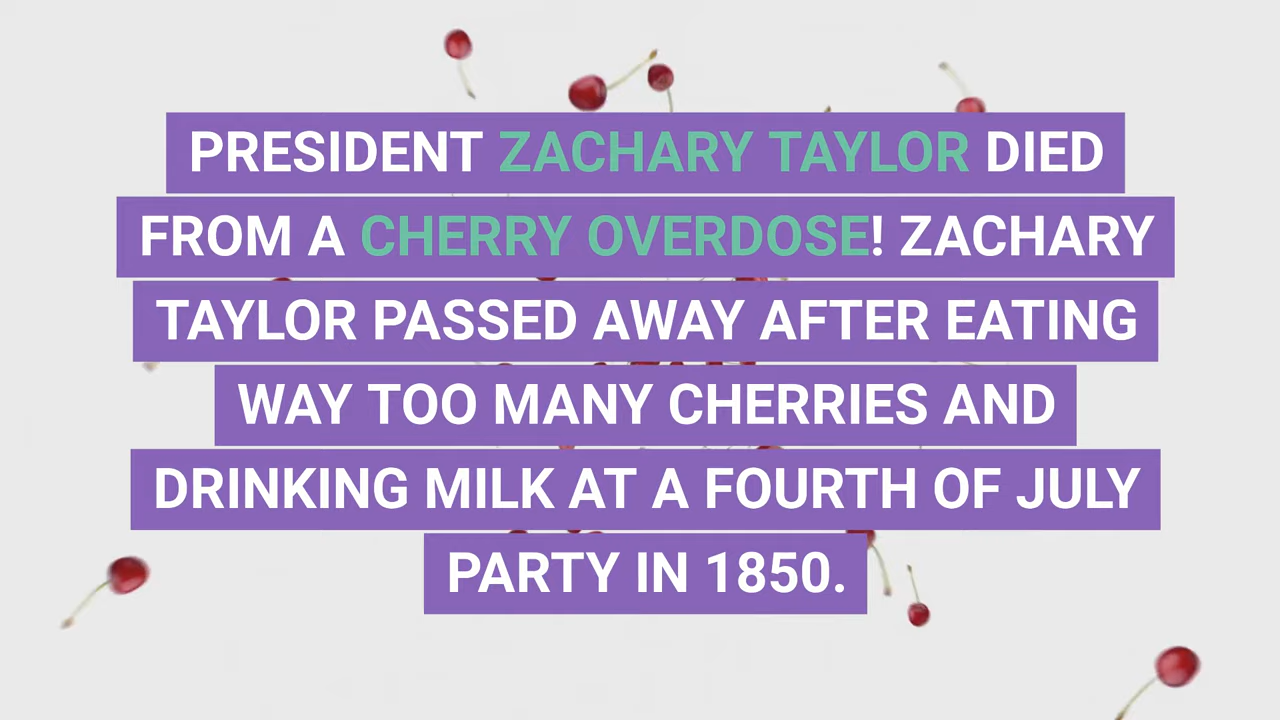 PRESIDENT ZACHARY TAYLOR DIED
FROM A CHERRY OVERDOSE! ZACHARY
TAYLOR PASSED AWAY AFTER EATING
WAY TOO MANY CHERRIES AND
DRINKING MILK AT A FOURTH OF JULY
PARTY IN 1850.